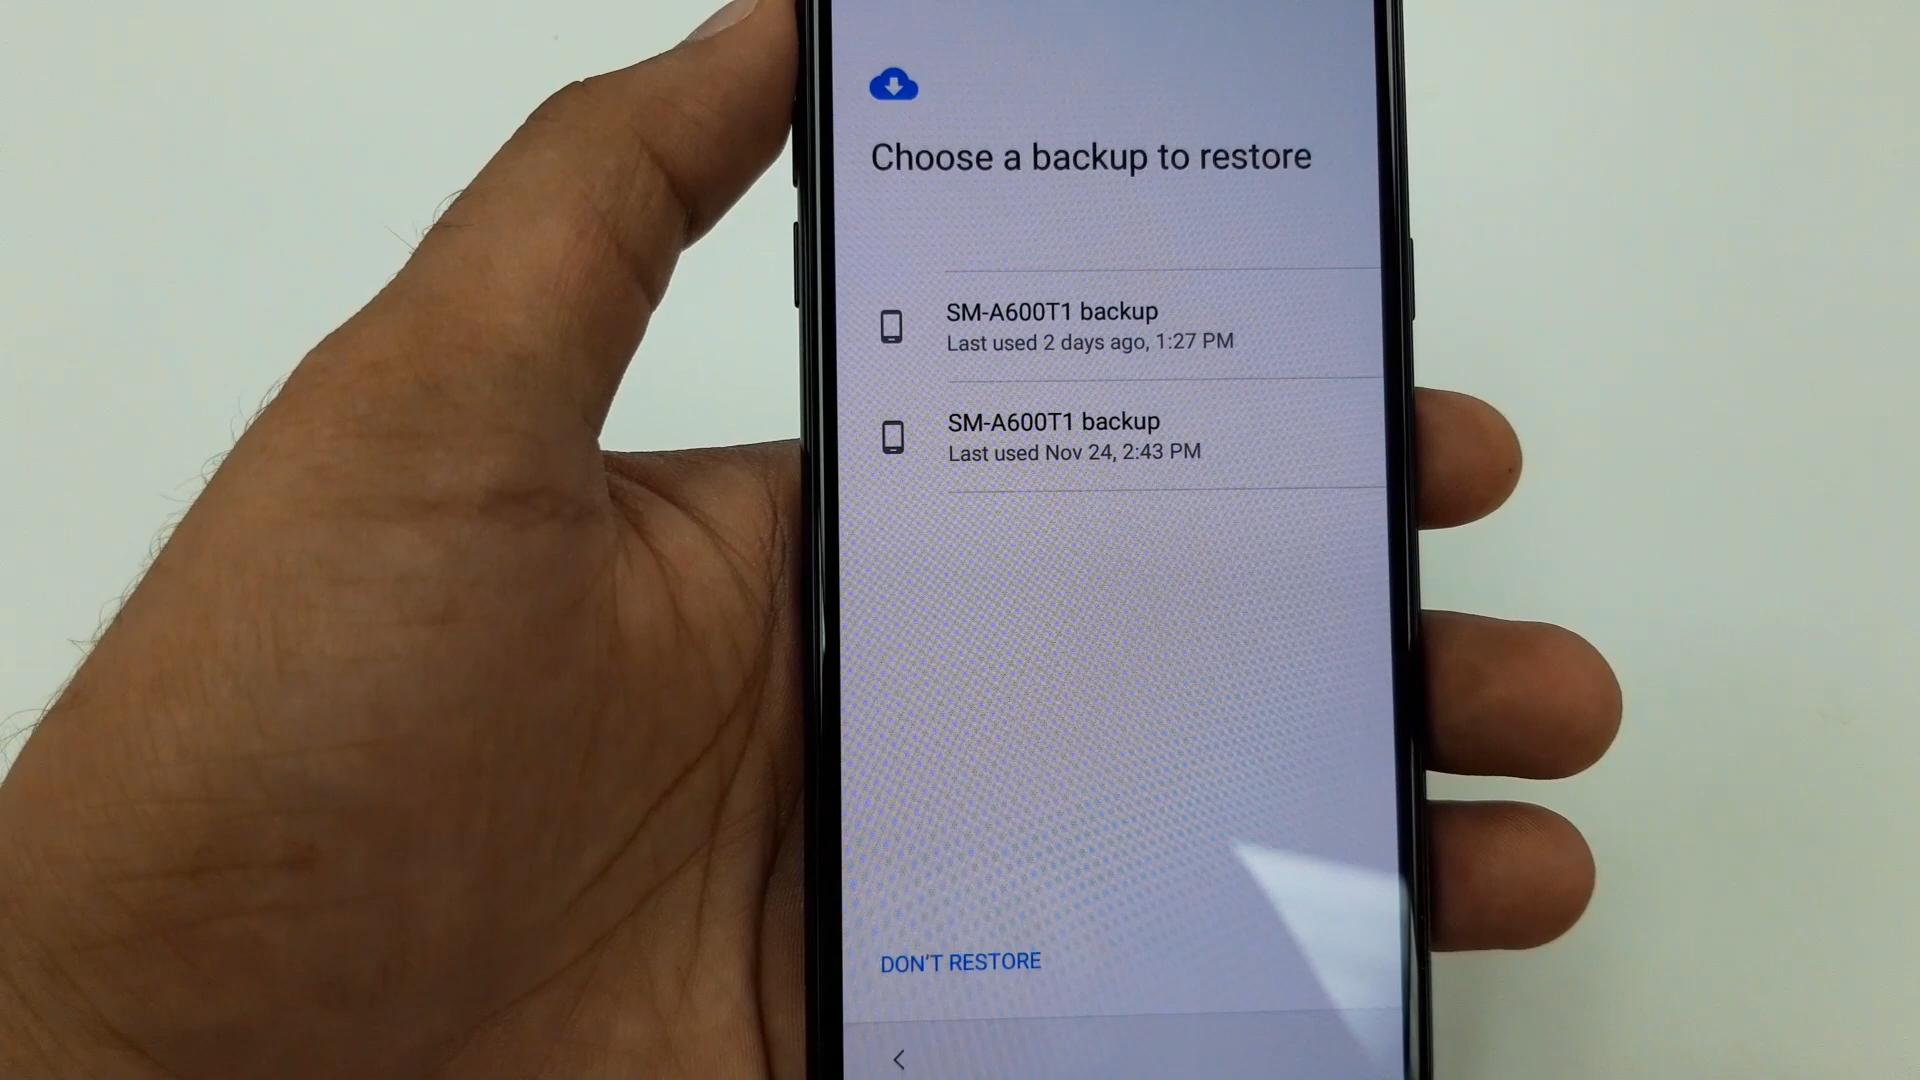 Choose a backup to restore
SM-A600T1 backup
Last used 2 days ago, 1:27 PM
SM-A600T1 backup
Last used Nov 24, 2:43 PM
DON'T RESTORE